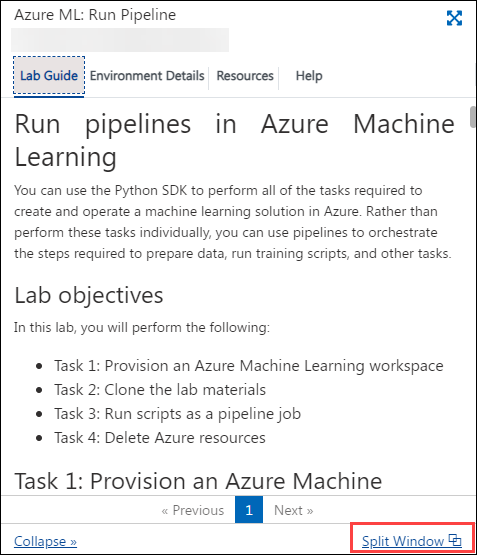 Azure ML: Run Pipeline
Lab Guide Environment Details Resources Help
Run pipelines in Azure Machine
Learning
You can use the Python SDK to perform all of the tasks required to
create and operate a machine learning solution in Azure. Rather than
perform these tasks individually, you can use pipelines to orchestrate
the steps required to prepare data, run training scripts, and other tasks.
Lab objectives
In this lab, you will perform the following:
• Task 1: Provision an Azure Machine Learning workspace
• Task 2: Clone the lab materials
• Task 3: Run scripts as a pipeline job
• Task 4: Delete Azure resources
Task 1: Provision an Azure Machine
« Previous 1 Next »
Collapse » Split Window